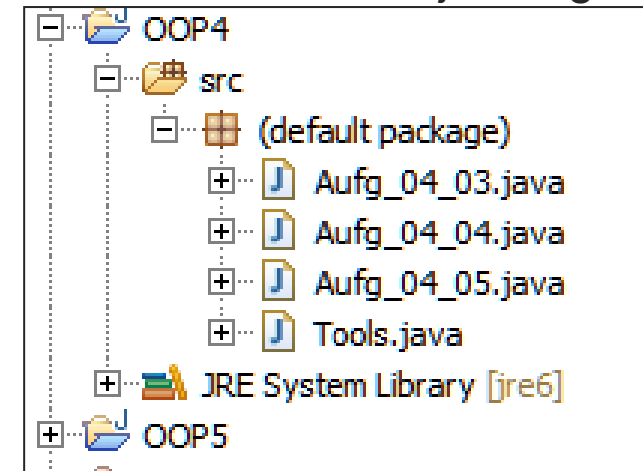 OOP4
src
(default package)
Aufg_04_03.java
Aufg_04_04.java
Aufg_04_05.java
Tools.java
JRE System Library [jre6]
OOP5